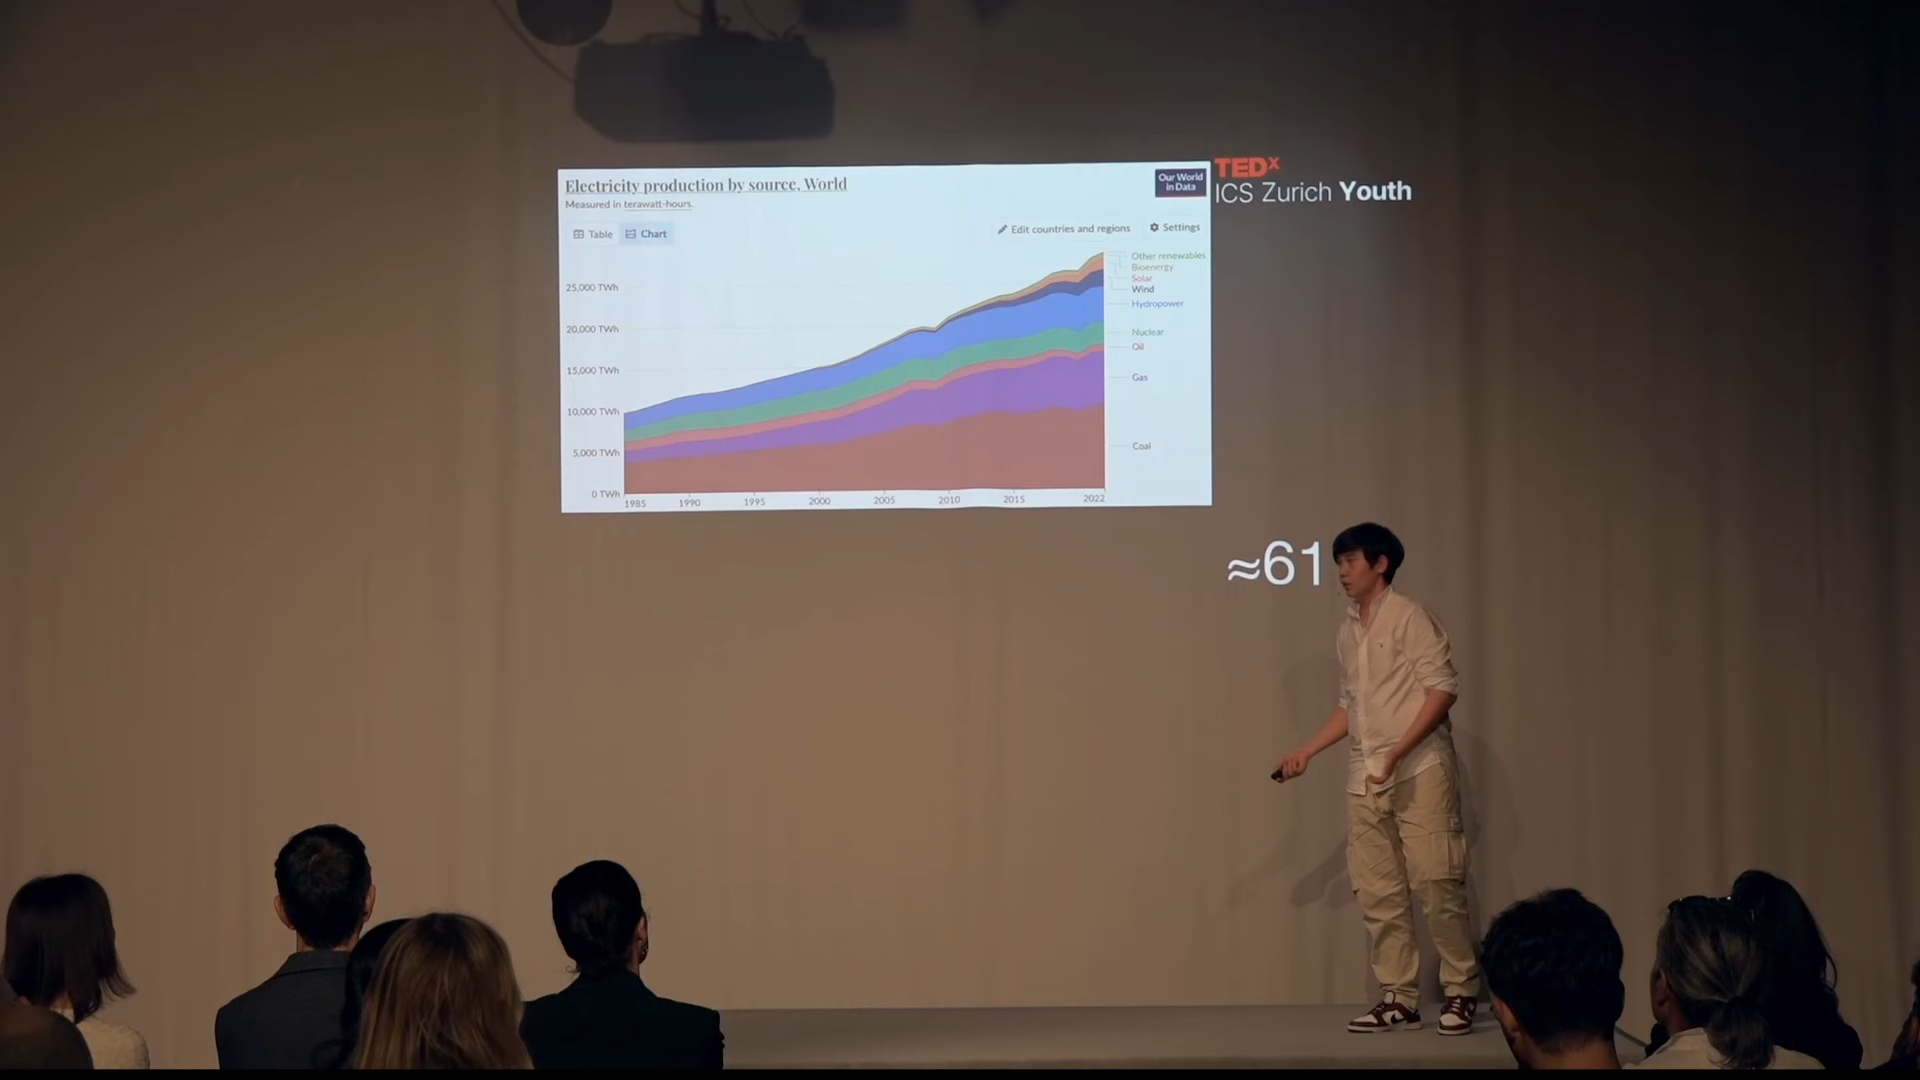 TEDx
ICS Zurich Youth
Electricity production by source, World
Measured in terawatt-hours.
Our World
in Data
Table
Chart
Edit countries and regions
Settings
Other renewables
Bioenergy
Solar
Wind
Hydropower
Nuclear
Oil
Gas
Coal
25,000 TWh
20,000 TWh
15,000 TWh
10,000 TWh
5,000 TWh
0 TWh
1985 1990 1995 2000 2005 2010 2015 2022
≈61